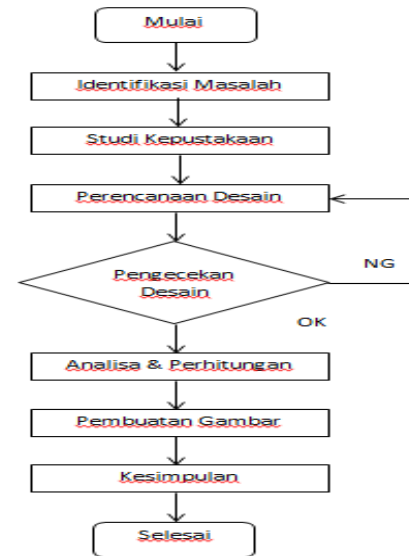 Mulai
Identifikasi Masalah
Studi Kepustakaan
Perencanaan Desain
Pengecekan
Desain
NG
OK
Analisa & Perhitungan
Pembuatan Gambar
Kesimpulan
Selesai